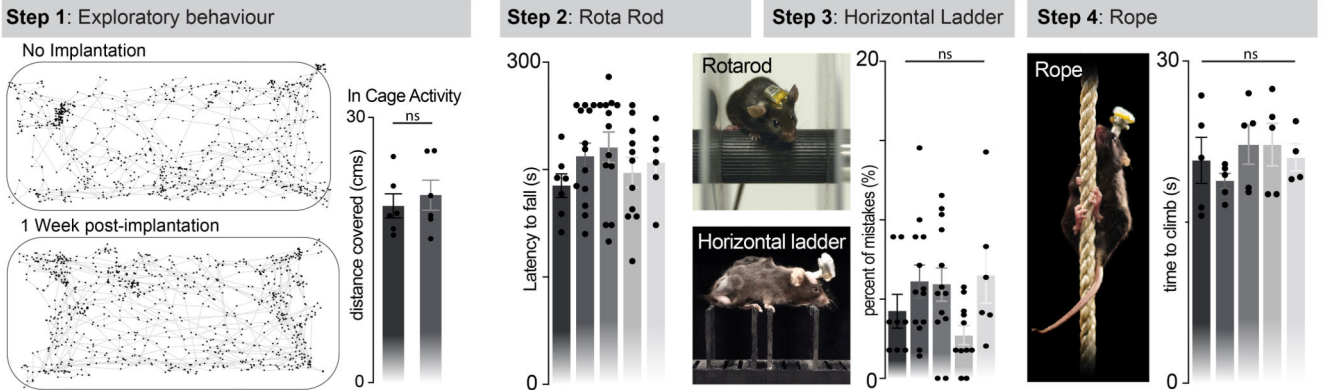 Step 1: Exploratory behaviour
No Implantation
1 Week post-implantation
In Cage Activity
ns
30
distance covered (cms)
0
Step 2: Rota Rod
300
Latency to fall (s)
0
Rotarod
Horizontal ladder
Step 3: Horizontal Ladder
ns
20
percent of mistakes (%)
0
Step 4: Rope
Rope
ns
30
time to climb (s)
0